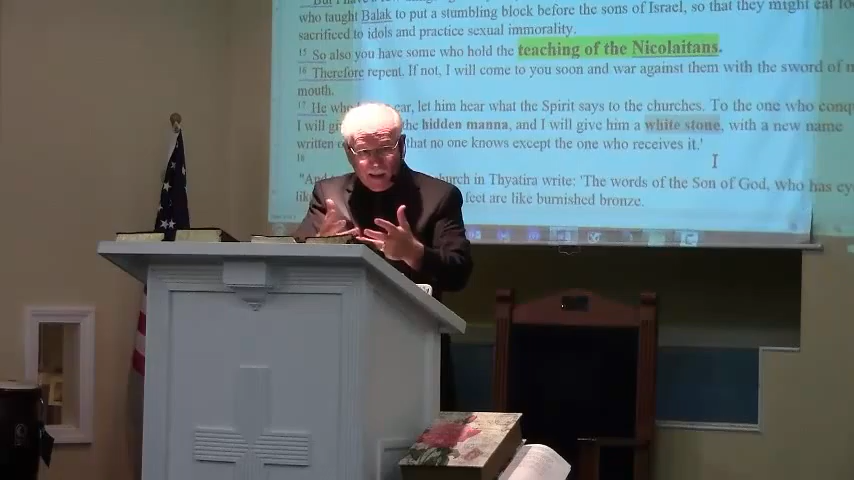 who taught Balak to put a stumbling block before the sons of Israel, so that they might eat
sacrificed to idols and practice sexual immorality.
15 So also you have some who hold the teaching of the Nicolaitans.
16 Therefore repent. If not, I will come to you soon and war against them with the sword of
mouth.
17 He who ear, let him hear what the Spirit says to the churches. To the one who
I will the hidden manna, and I will give him a white stone, with a new name
written that no one knows except the one who receives it.'
18
"And in Thyatira write: 'The words of the Son of God, who has
feet are like burnished bronze.